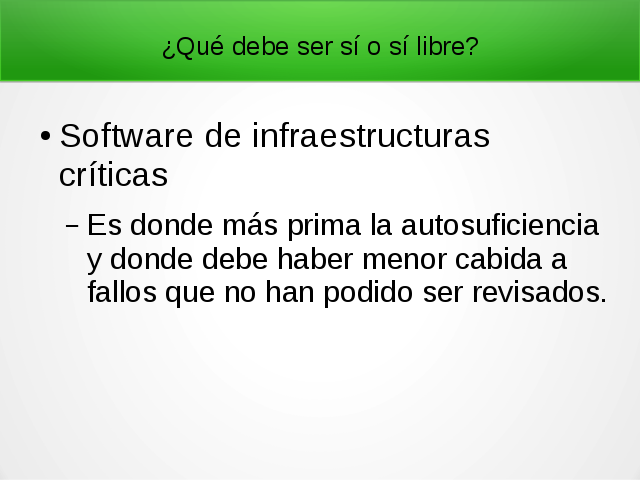 ¿Qué debe ser sí o sí libre?
• Software de infraestructuras
críticas
– Es donde más prima la autosuficiencia
y donde debe haber menor cabida a
fallos que no han podido ser revisados.